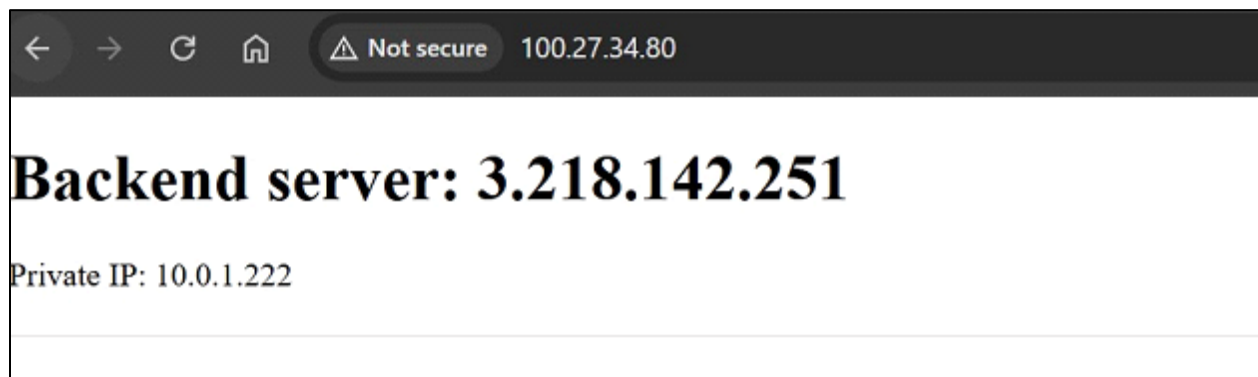 Not secure 100.27.34.80
Backend server: 3.218.142.251
Private IP: 10.0.1.222